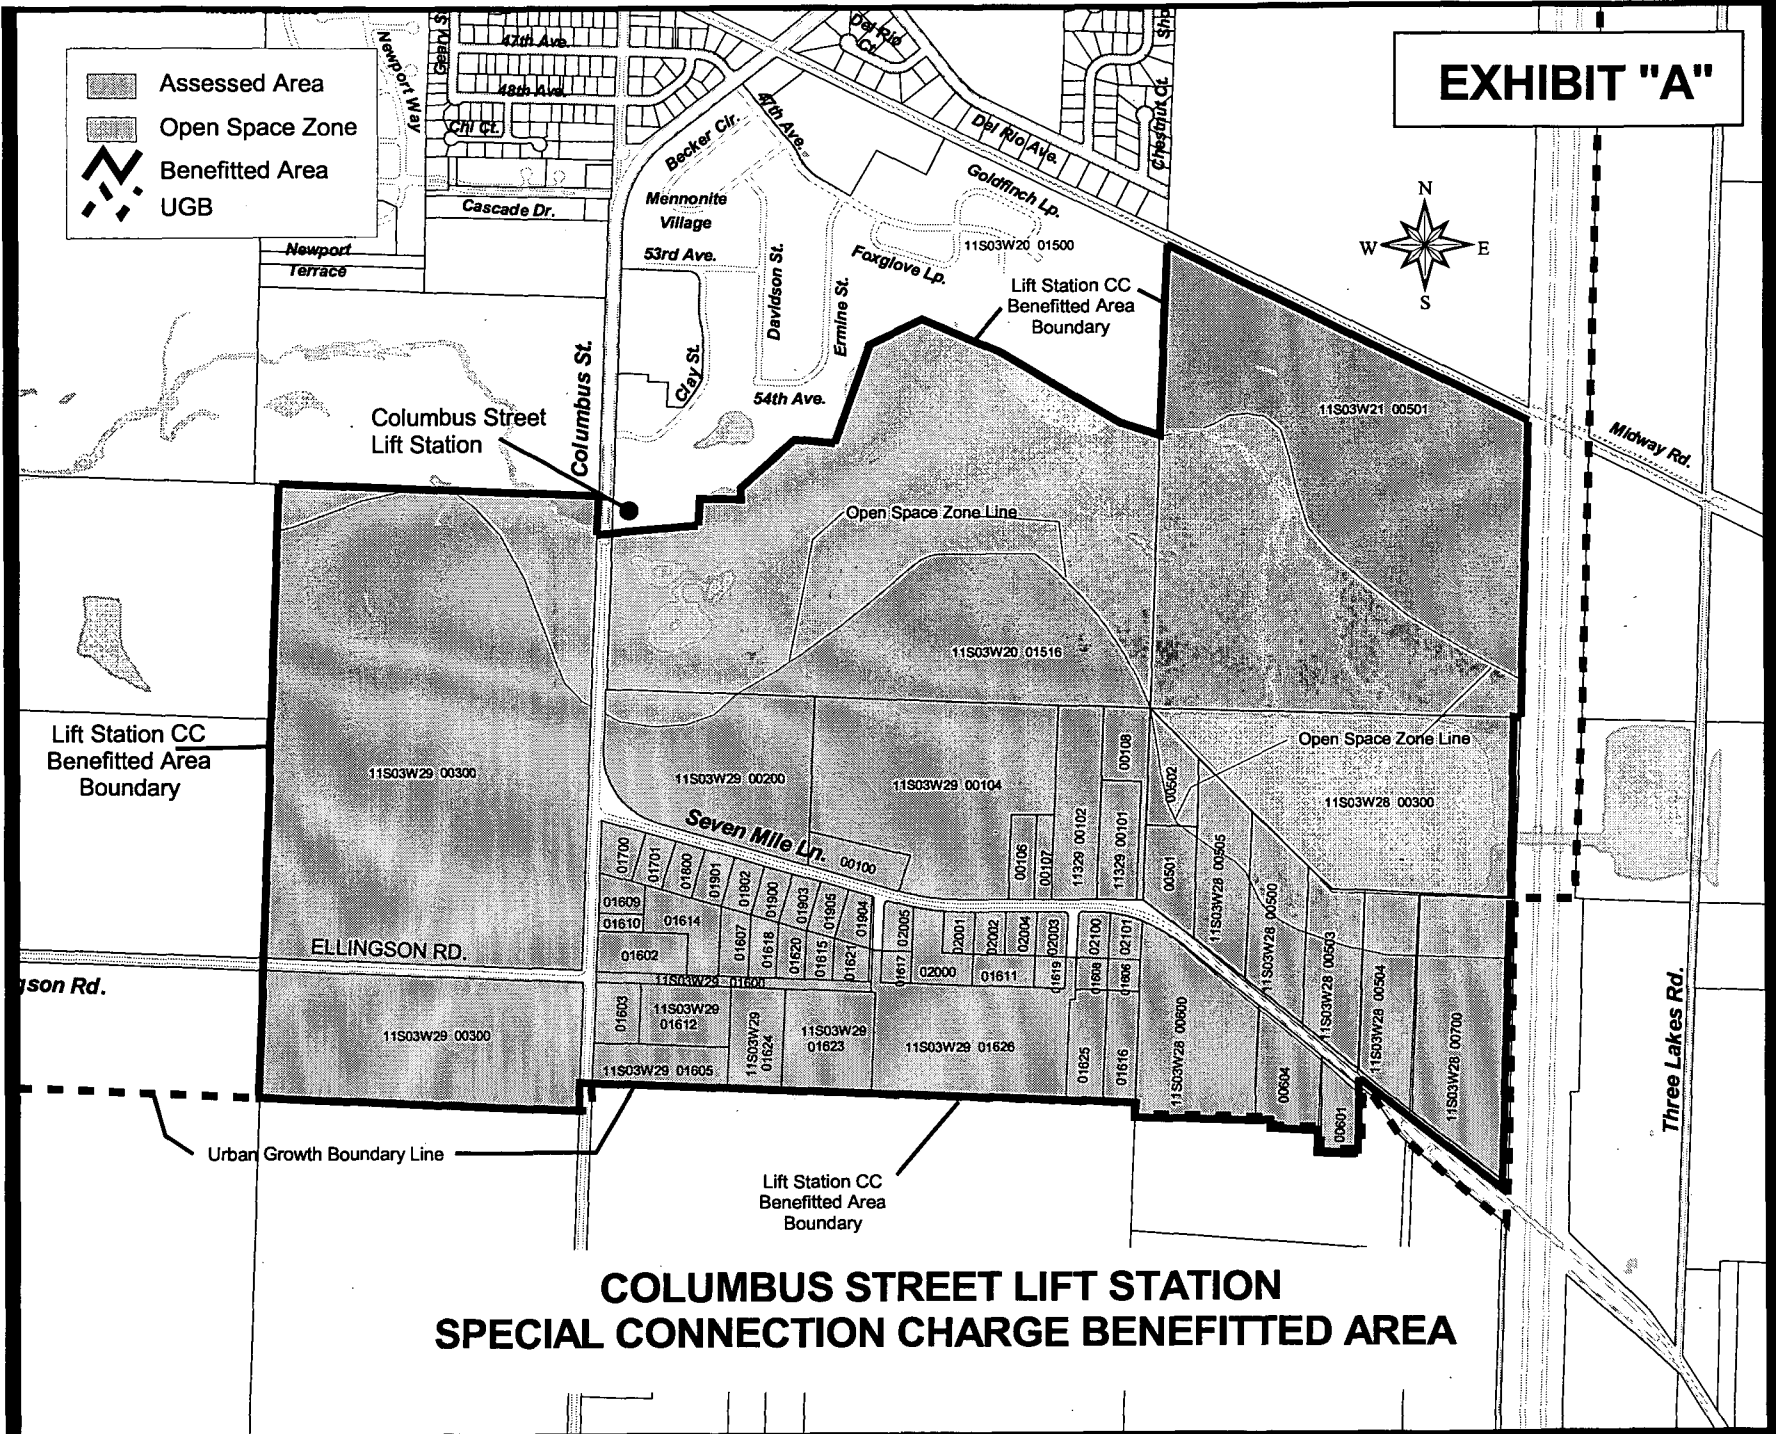 EXHIBIT "A"
Assessed Area
Open Space Zone
Benefitted Area
UGB
Newport Way
Geary St.
47th Ave.
48th Ave.
Chi Ct.
Cascade Dr.
Newport
Terrace
Del Rio
Ct.
Becker Cir.
47th Ave.
Del Rio Ave.
Chestnut Ct.
Goldfinch Lp.
Mennonite
Village
53rd Ave.
Davidson St.
Ermine St.
Foxglove Lp.
11S03W20 01500
N
W
E
S
Lift Station CC
Benefitted Area
Boundary
Columbus St.
Clay St.
54th Ave.
Columbus Street
Lift Station
11S03W21 00501
Midway Rd.
Open Space Zone Line
11S03W20 01516
Lift Station CC
Benefitted Area
Boundary
11S03W29 00300
11S03W29 00200
11S03W29 00104
00108
00502
Open Space Zone Line
11S03W28 00300
Seven Mile Ln.
00100
00106
00107
11329 00102
11329 00101
00501
11S03W28 00505
11S03W28 00500
11S03W28 00503
11S03W28 00504
11S03W28 00700
01700
01701
01800
01901
01902
01900
01903
01905
01904
01609
01610
01614
01602
01607
01618
01620
01615
01621
01617
02005
02000
02001
02002
02004
02003
01611
01619
02100
01608
02101
01606
ELLINGSON RD.
gson Rd.
11S03W29 01600
01603
11S03W29
01612
11S03W29
01624
11S03W29
01623
11S03W29 01626
01625
01616
11S03W28 00600
00604
00601
11S03W29 00300
11S03W29 01605
Three Lakes Rd.
Urban Growth Boundary Line
Lift Station CC
Benefitted Area
Boundary
COLUMBUS STREET LIFT STATION
SPECIAL CONNECTION CHARGE BENEFITTED AREA